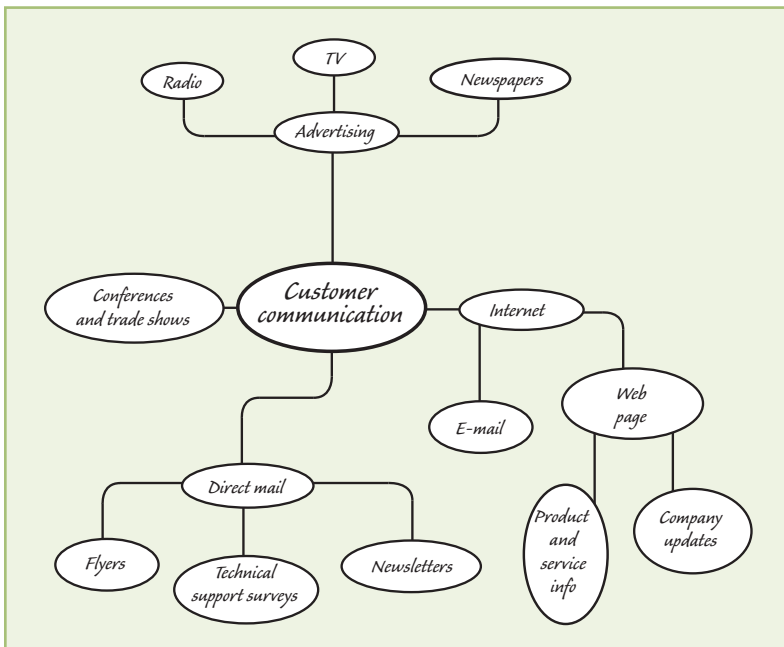 TV
Radio
Newspapers
Advertising
Customer
communication
Conferences
and trade shows
Internet
Web
page
E-mail
Direct mail
Product
and
service
info
Company
updates
Flyers
Technical
support surveys
Newsletters